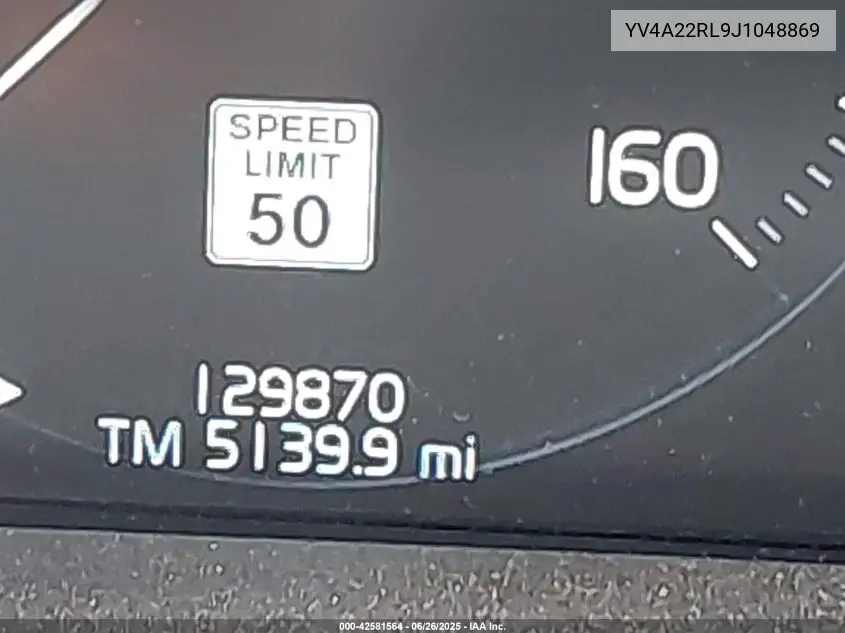 YV4A22RL9J1048869
SPEED
LIMIT
50
160
129870
TM 5139.9 mi
000-42581564 - 06/26/2025 - IAA Inc.